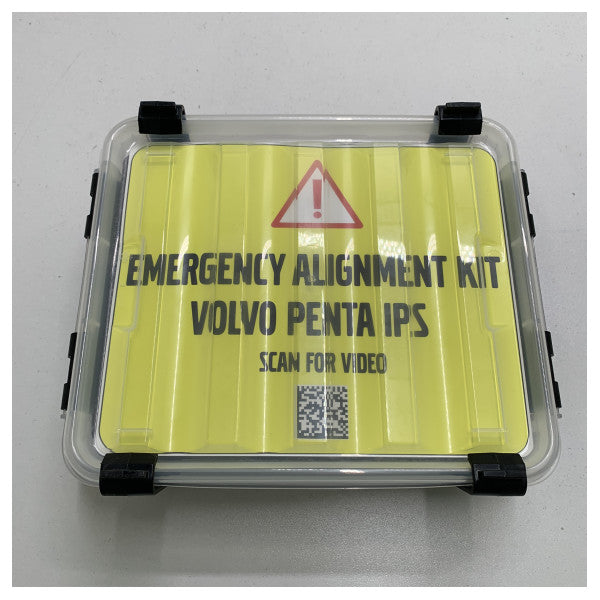 EMERGENCY ALIGNMENT KIT
VOLVO PENTA IPS
SCAN FOR VIDEO